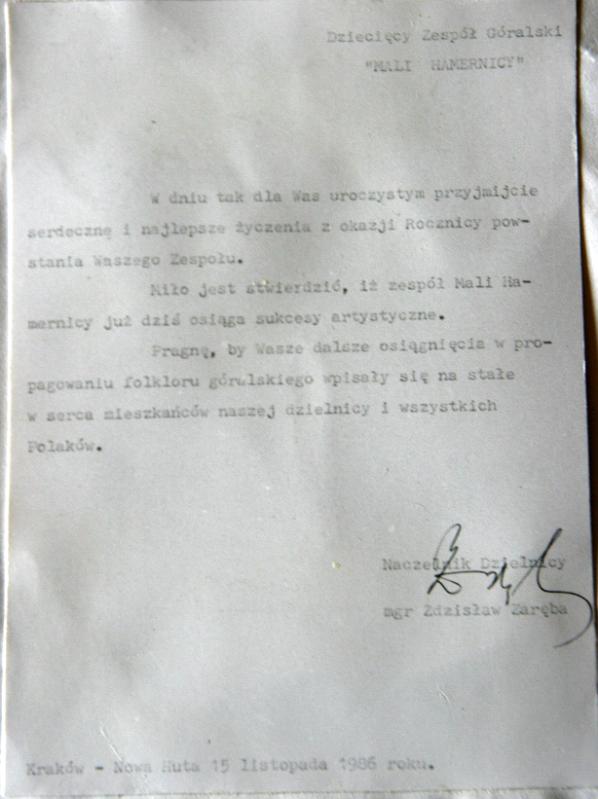 Dziecięcy Zespół Góralski
"MALI HAMERNICY"
W dniu tak dla Was uroczystym przyjmijcie
serdeczne i najlepsze życzenia z okazji Rocznicy pow-
stania Waszego Zespołu.
Miło jest stwierdzić, iż zespól Mali Ha-
mernicy już dziś osiąga sukcesy artystyczne.
Pragnę, by Wasze dalsze osiągnięcia w pro-
pagowaniu folkloru góralskiego wpisały się na stałe
w serca mieszkańców naszej dzielnicy i wszystkich
Polaków.
Naczelnik Dzielnicy
mgr Zdzisław Zaręba
Kraków - Nowa Huta 15 listopada 1986 roku.